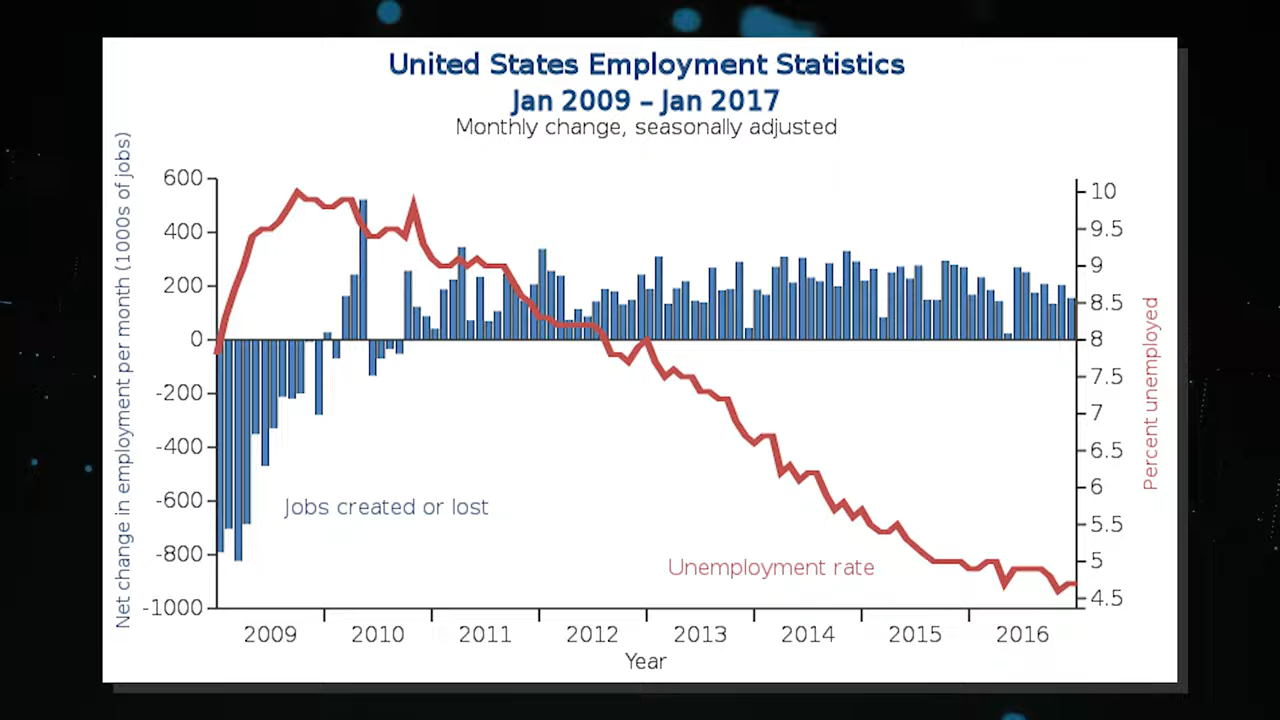 United States Employment Statistics
Jan 2009 – Jan 2017
Monthly change, seasonally adjusted
Net change in employment per month (1000s of jobs)
600
400
200
0
-200
-400
-600
-800
-1000
10
9.5
9
8.5
8
7.5
7
6.5
6
5.5
5
4.5
Percent unemployed
Jobs created or lost
Unemployment rate
2009 2010 2011 2012 2013 2014 2015 2016
Year